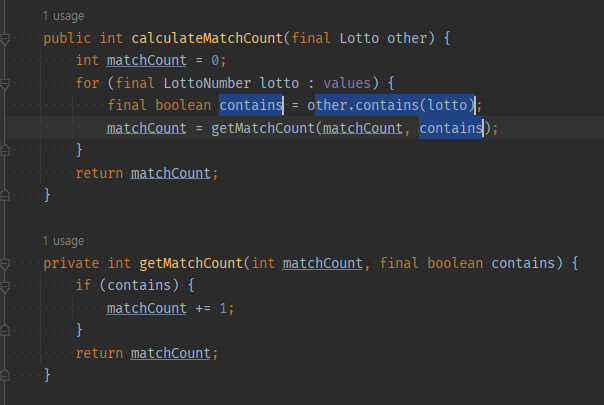 1 usage
public int calculateMatchCount(final Lotto other) {
int matchCount = 0;
for (final LottoNumber lotto : values) {
final boolean contains = other.contains(lotto);
matchCount = getMatchCount(matchCount, contains);
}
return matchCount;
}
1 usage
private int getMatchCount(int matchCount, final boolean contains) {
if (contains) {
matchCount += 1;
}
return matchCount;
}